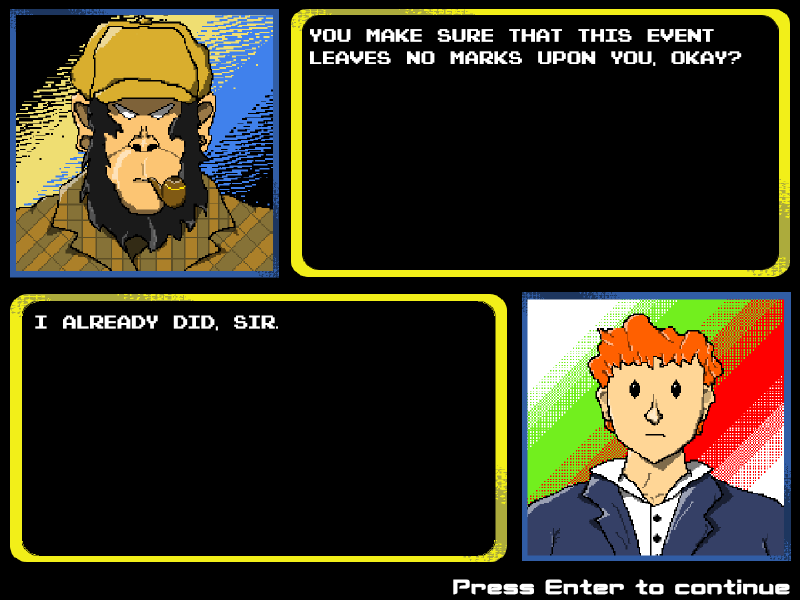 YOU MAKE SURE THAT THIS EVENT
LEAVES NO MARKS UPON YOU, OKAY?
I ALREADY DID, SIR.
Press Enter to continue